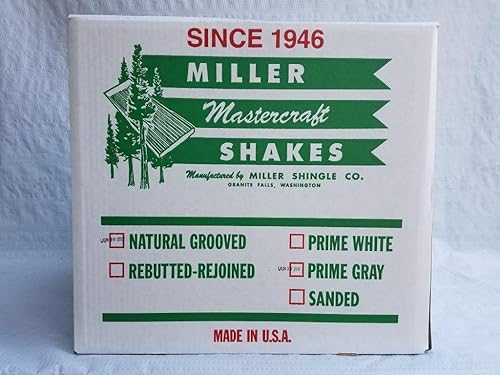 SINCE 1946
MILLER
Mastercraft
SHAKES
Manufactured by MILLER SHINGLE CO.
GRANITE FALLS, WASHINGTON
NATURAL GROOVED
PRIME WHITE
REBUTTED-REJOINED
PRIME GRAY
SANDED
MADE IN U.S.A.